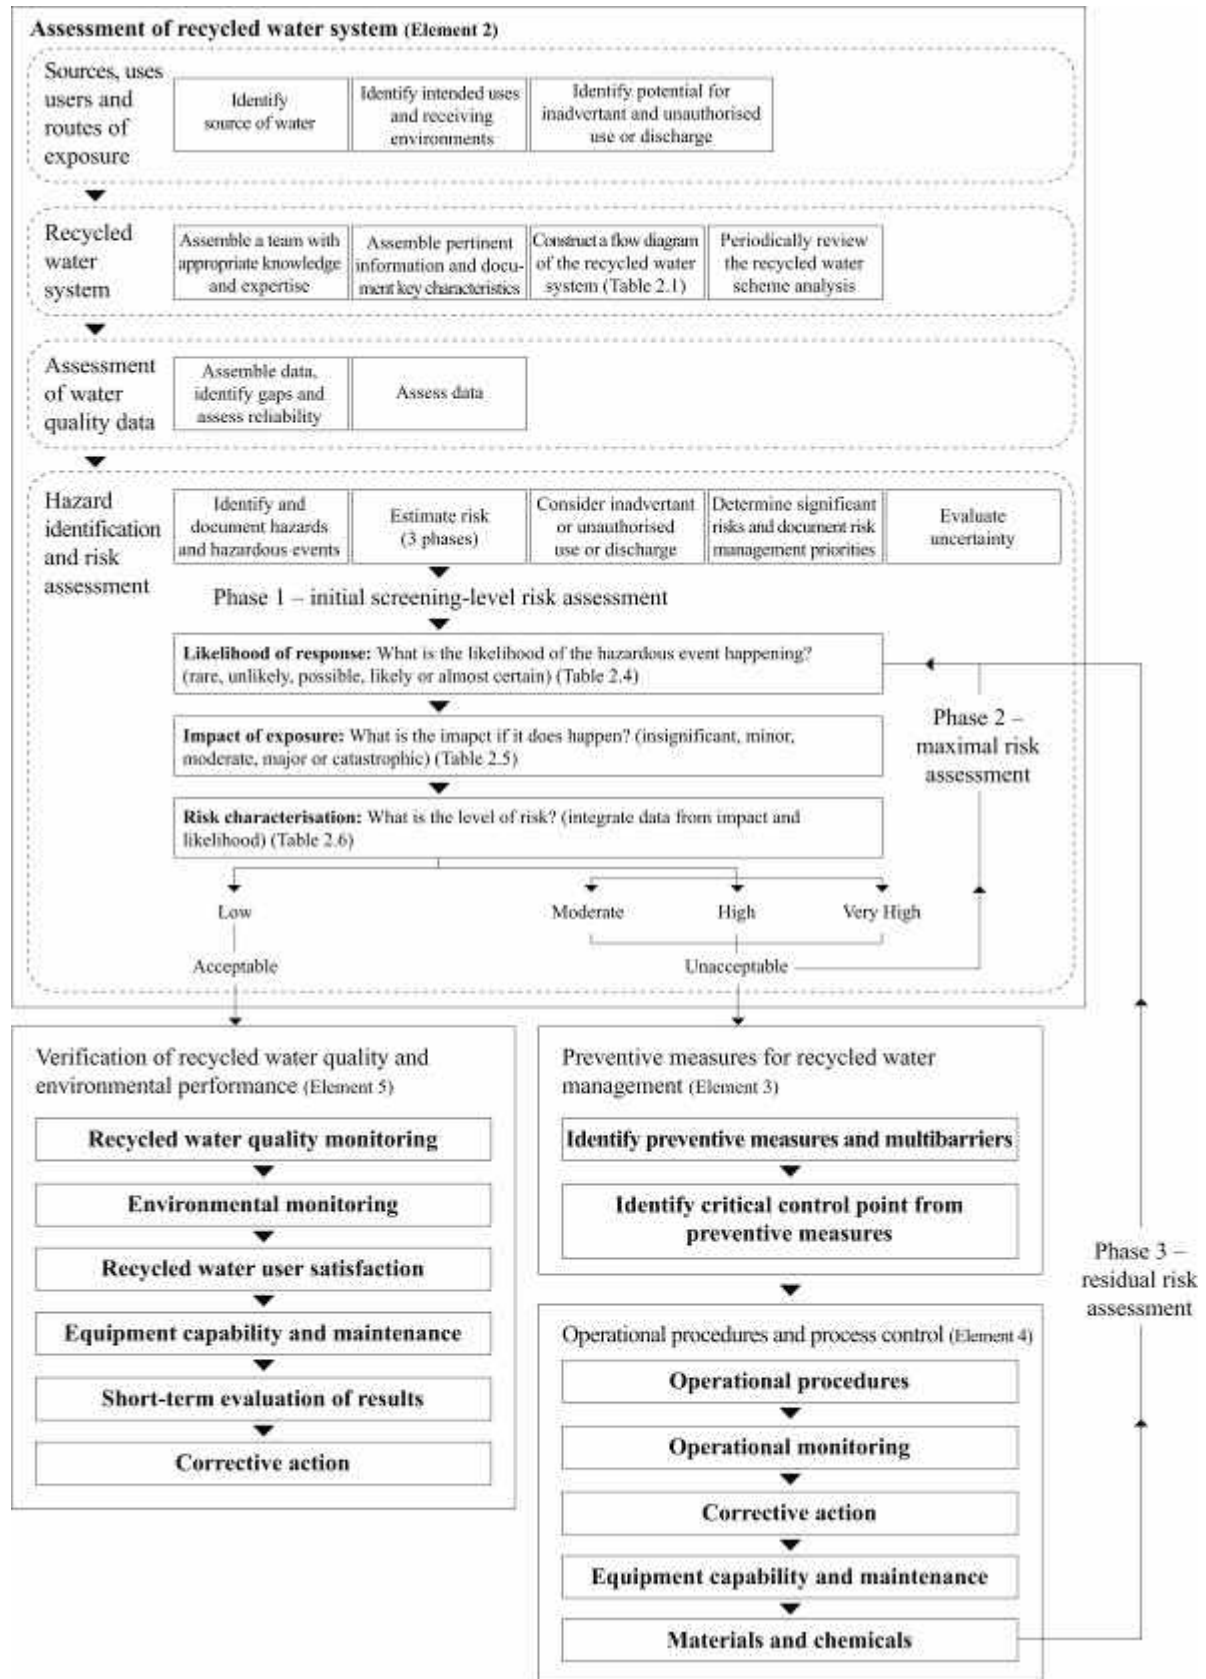 Assessment of recycled water system (Element 2)
Sources, uses
users and
routes of
exposure
Identify
source of water
Identify intended uses
and receiving
environments
Identify potential for
inadvertant and unauthorised
use or discharge
Recycled
water
system
Assemble a team with
appropriate knowledge
and expertise
Assemble pertinent
information and docu-
ment key characteristics
Construct a flow diagram
of the recycled water
system (Table 2.1)
Periodically review
the recycled water
scheme analysis
Assessment
of water
quality data
Assemble data,
identify gaps and
assess reliability
Assess data
Hazard
identification
and risk
assessment
Identify and
document hazards
and hazardous events
Estimate risk
(3 phases)
Consider inadvertant
or unauthorised
use or discharge
Determine significant
risks and document risk
management priorities
Evaluate
uncertainty
Phase 1 – initial screening-level risk assessment
Likelihood of response: What is the likelihood of the hazardous event happening?
(rare, unlikely, possible, likely or almost certain) (Table 2.4)
Impact of exposure: What is the imapct if it does happen? (insignificant, minor,
moderate, major or catastrophic) (Table 2.5)
Risk characterisation: What is the level of risk? (integrate data from impact and
likelihood) (Table 2.6)
Phase 2 –
maximal risk
assessment
Low
Moderate
High
Very High
Acceptable
Unacceptable
Verification of recycled water quality and
environmental performance (Element 5)
Recycled water quality monitoring
Environmental monitoring
Recycled water user satisfaction
Equipment capability and maintenance
Short-term evaluation of results
Corrective action
Preventive measures for recycled water
management (Element 3)
Identify preventive measures and multibarriers
Identify critical control point from
preventive measures
Operational procedures and process control (Element 4)
Operational procedures
Operational monitoring
Corrective action
Equipment capability and maintenance
Materials and chemicals
Phase 3 –
residual risk
assessment